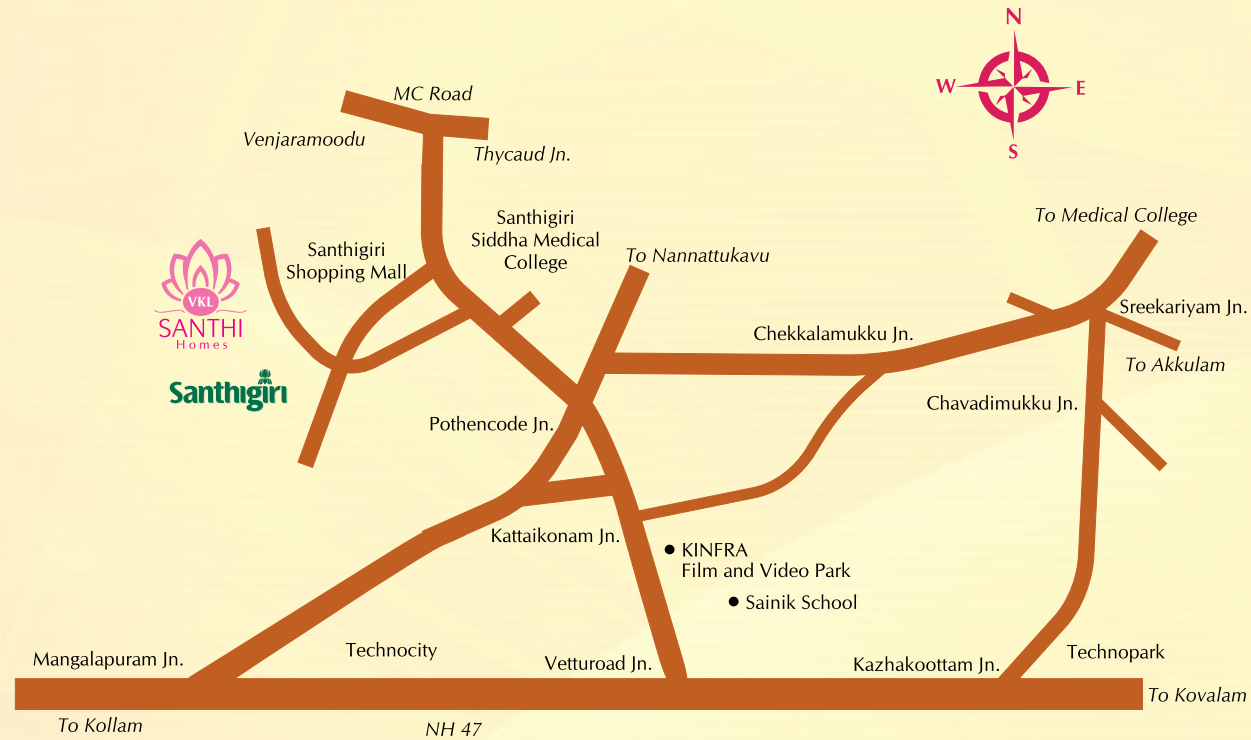 N
W
E
S
MC Road
Venjaramoodu
Thycaud Jn.
Santhigiri
Siddha Medical
College
To Nannattukavu
To Medical College
Santhigiri
Shopping Mall
VKL
SANTHI
Homes
Santhigiri
Chekkalamukku Jn.
Sreekariyam Jn.
To Akkulam
Chavadimukku Jn.
Pothencode Jn.
Kattaikonam Jn.
KINFRA
Film and Video Park
Sainik School
Mangalapuram Jn.
Technocity
Vetturoad Jn.
Kazhakoottam Jn.
Technopark
To Kovalam
To Kollam
NH 47